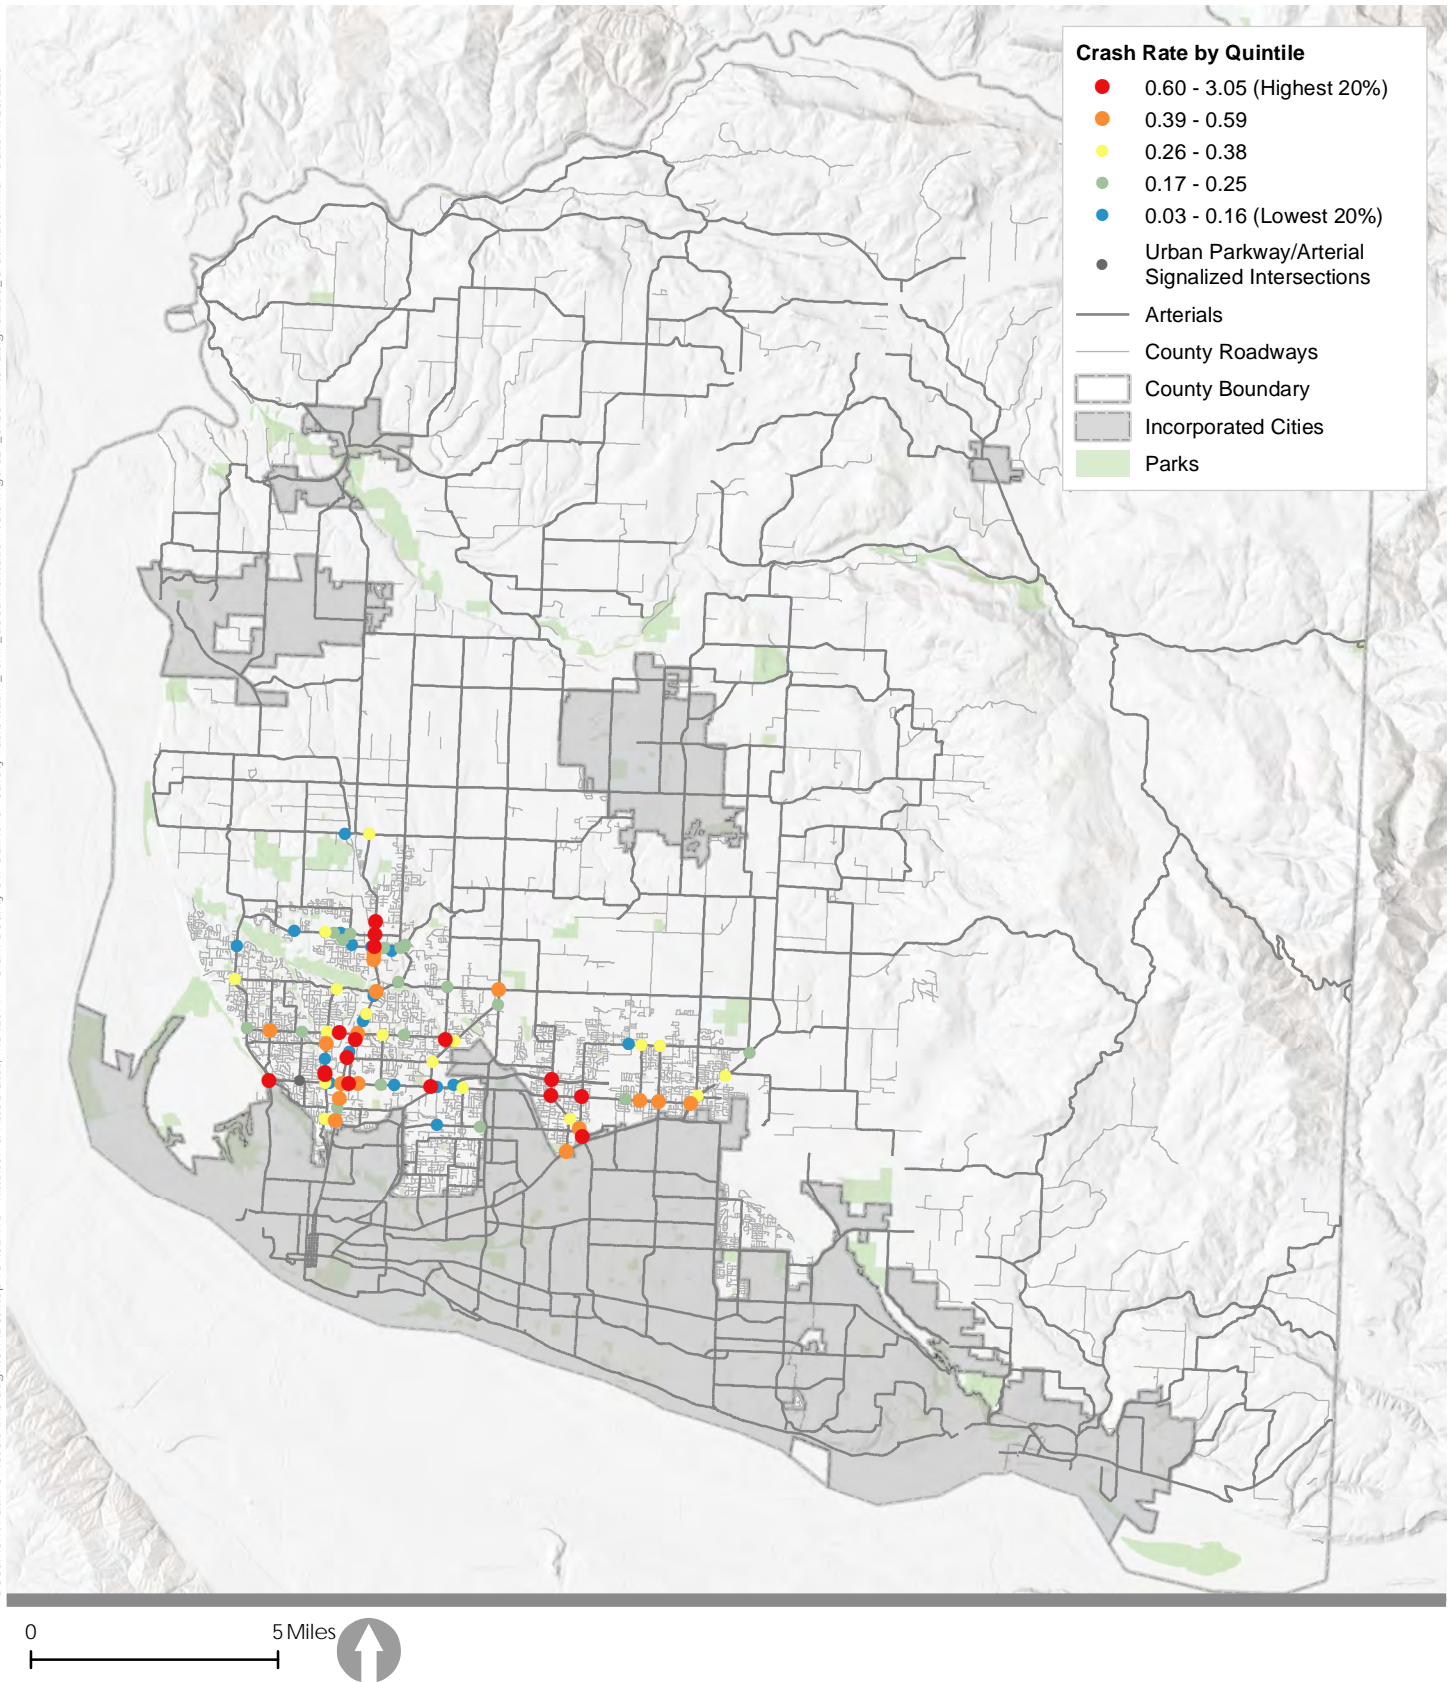 Crash Rate by Quintile
0.60 - 3.05 (Highest 20%)
0.39 - 0.59
0.26 - 0.38
0.17 - 0.25
0.03 - 0.16 (Lowest 20%)
Urban Parkway/Arterial
Signalized Intersections
Arterials
County Roadways
County Boundary
Incorporated Cities
Parks
0
5 Miles